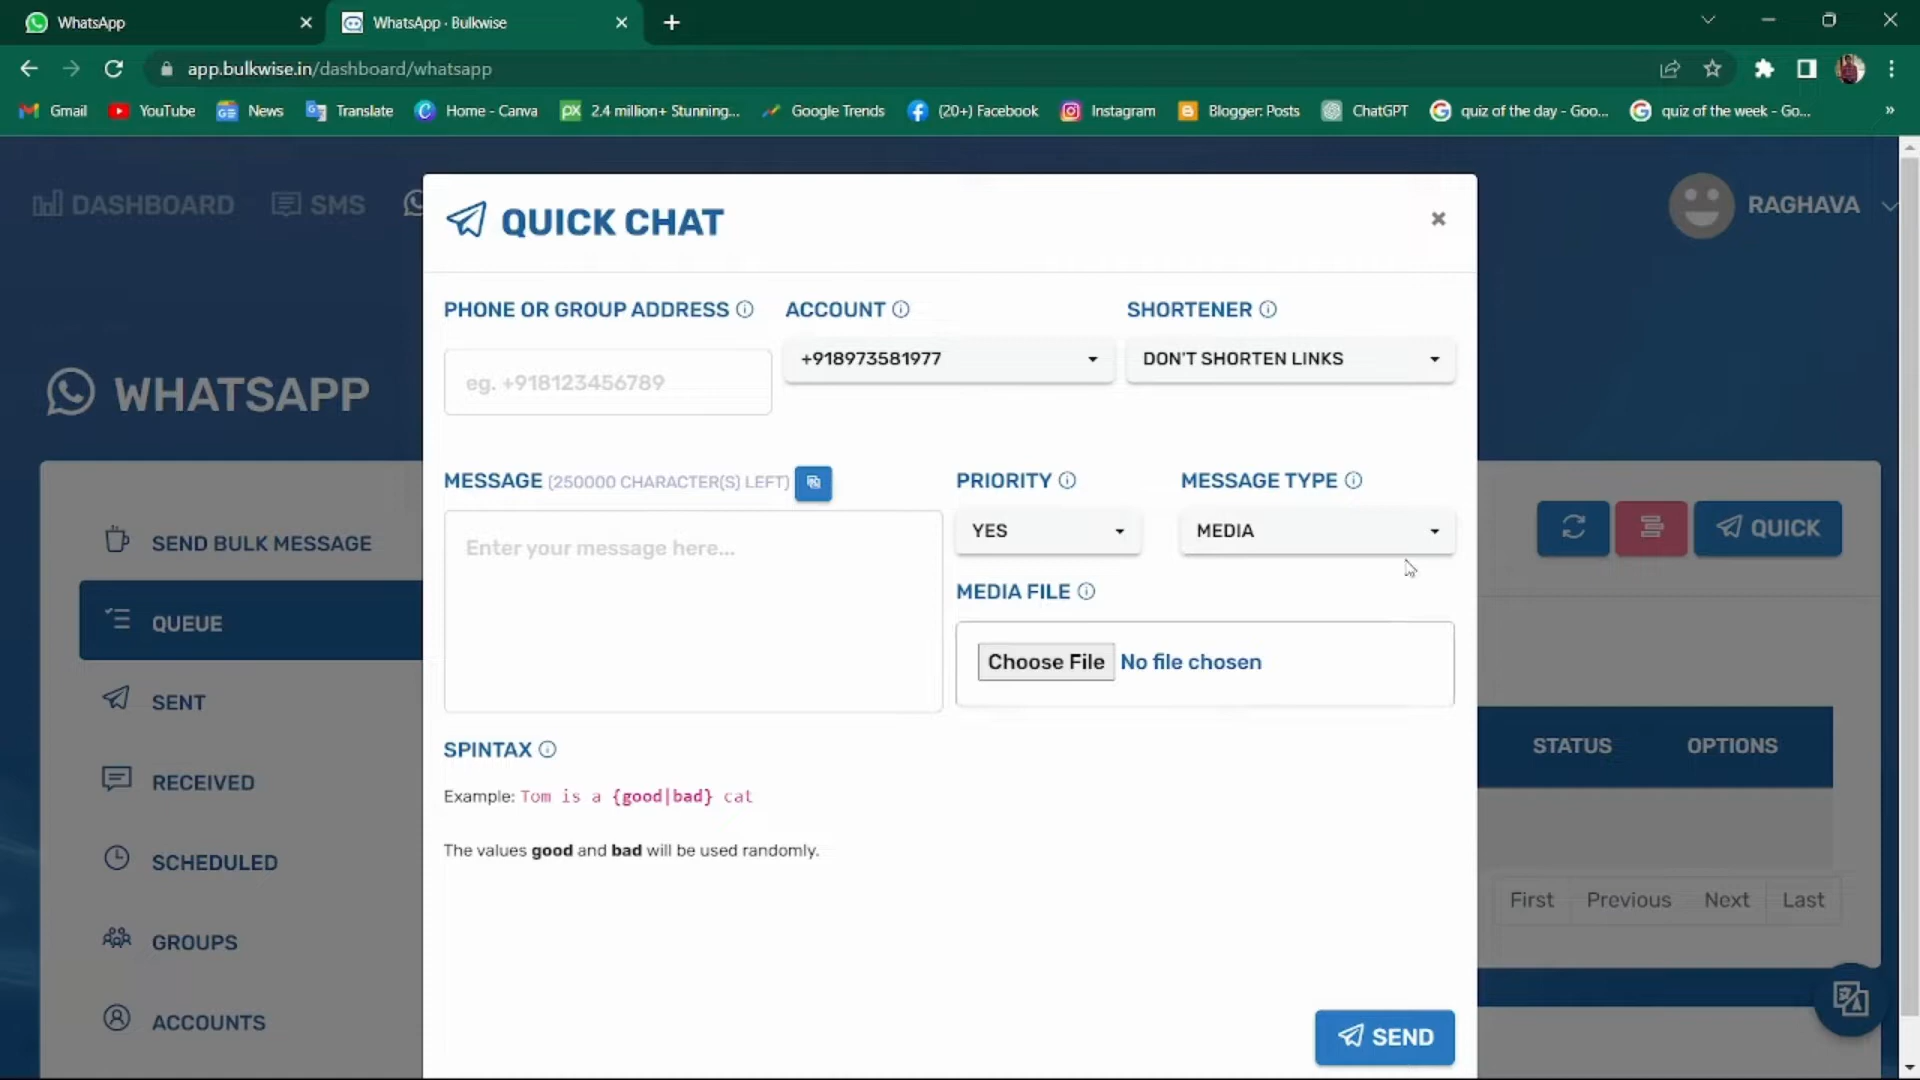 WhatsApp
WhatsApp · Bulkwise
app.bulkwise.in/dashboard/whatsapp
Gmail
YouTube
News
Translate
Home - Canva
2.4 million+ Stunning...
Google Trends
(20+) Facebook
Instagram
Blogger: Posts
ChatGPT
quiz of the day - Goo...
quiz of the week - Go...
»
DASHBOARD
SMS
RAGHAVA
QUICK CHAT
×
PHONE OR GROUP ADDRESS
ACCOUNT
SHORTENER
eg. +918123456789
+918973581977
DON'T SHORTEN LINKS
WHATSAPP
MESSAGE (250000 CHARACTER(S) LEFT)
PRIORITY
MESSAGE TYPE
Enter your message here...
YES
MEDIA
SEND BULK MESSAGE
QUICK
MEDIA FILE
QUEUE
Choose File No file chosen
SENT
SPINTAX
STATUS
OPTIONS
Example: Tom is a {good|bad} cat
RECEIVED
The values good and bad will be used randomly.
SCHEDULED
First
Previous
Next
Last
GROUPS
ACCOUNTS
SEND